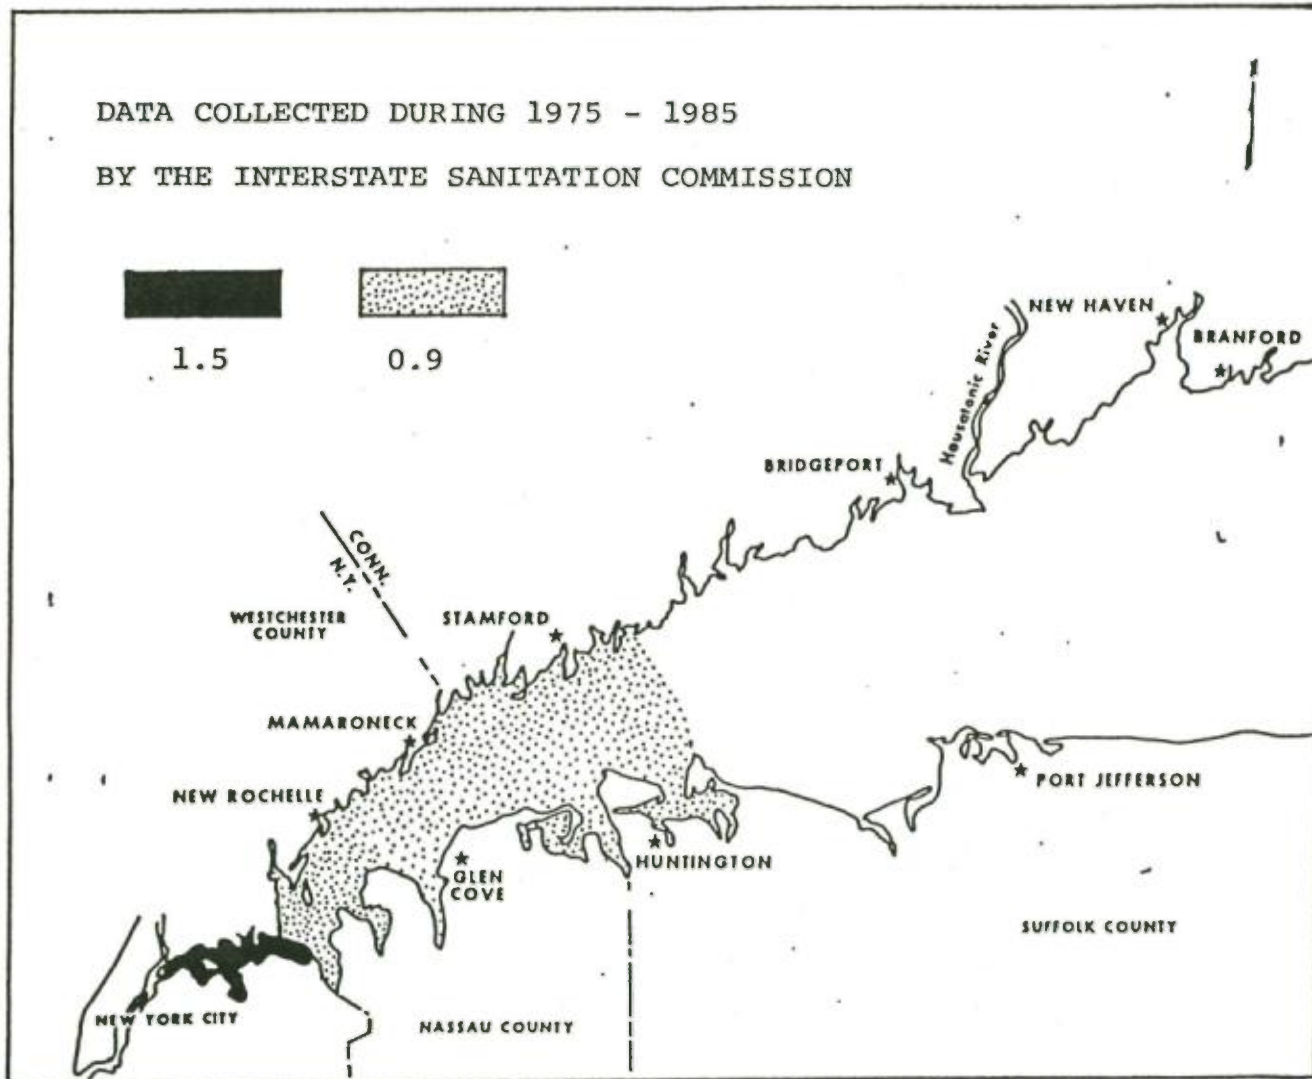 DATA COLLECTED DURING 1975 - 1985
BY THE INTERSTATE SANITATION COMMISSION
1.5 0.9
NEW HAVEN
BRANFORD
Housatonic River
BRIDGEPORT
CONN.
N.Y.
WESTCHESTER
COUNTY
STAMFORD
MAMARONECK
NEW ROCHELLE
PORT JEFFERSON
HUNTINGTON
GLEN
COVE
SUFFOLK COUNTY
NEW YORK CITY
NASSAU COUNTY